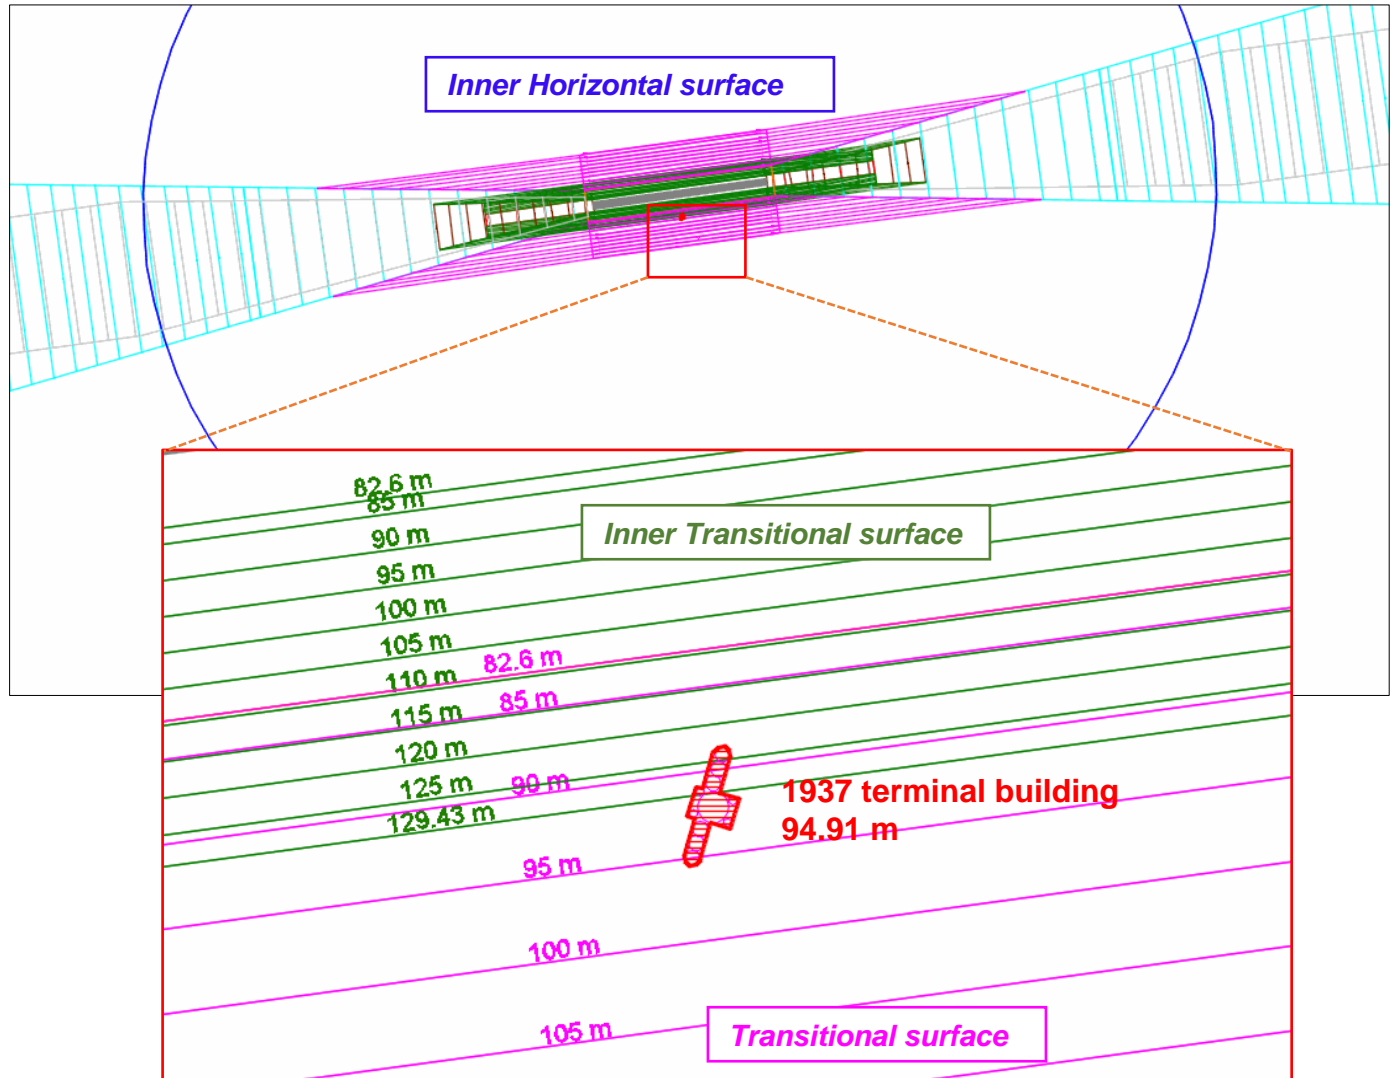 Inner Horizontal surface
82.6 m
85 m
90 m
Inner Transitional surface
95 m
100 m
105 m
82.6 m
110 m
85 m
115 m
120 m
125 m
90 m
1937 terminal building
94.91 m
129.43 m
95 m
100 m
105 m
Transitional surface